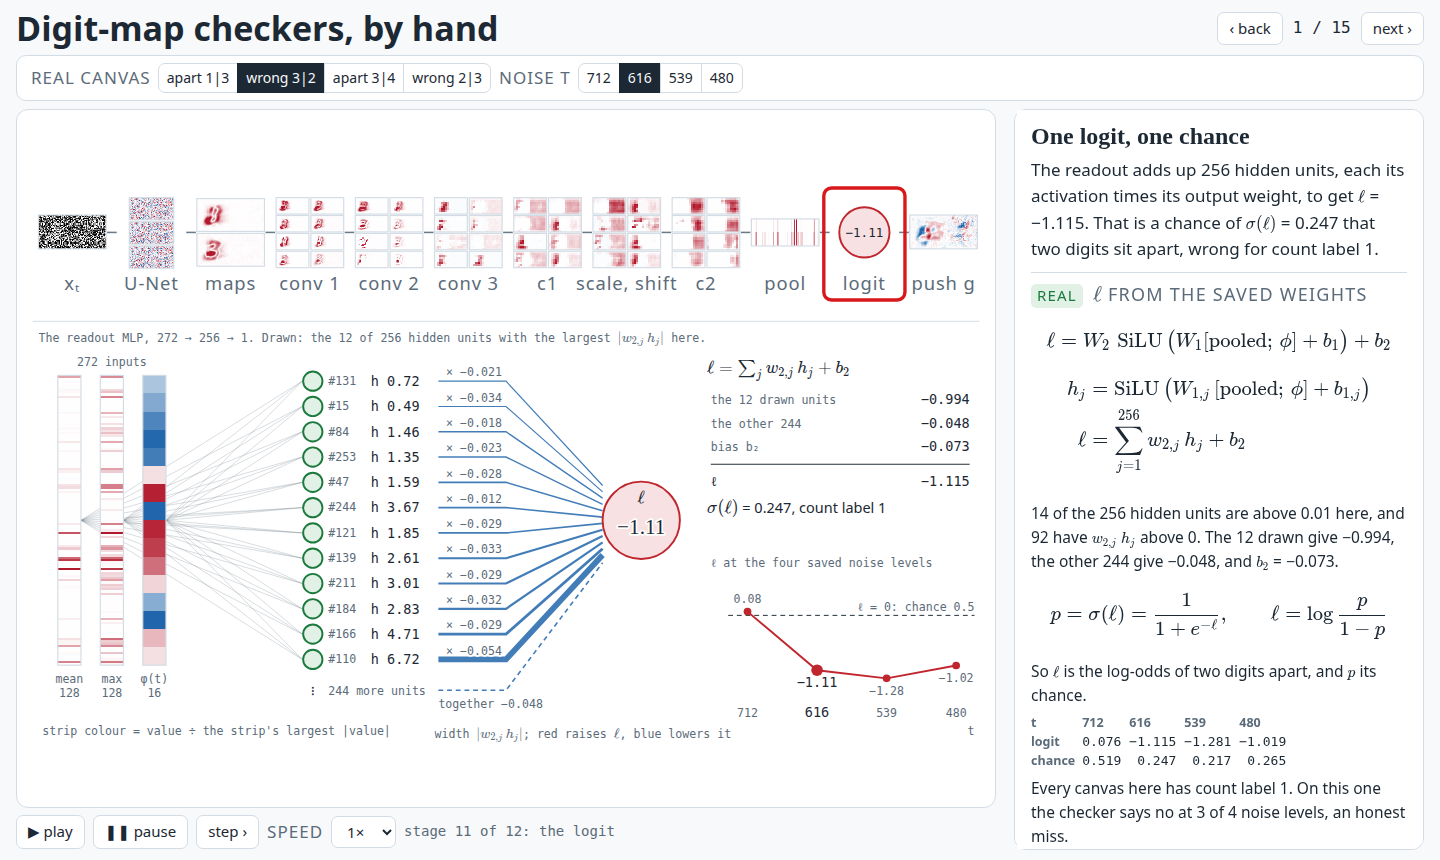 Digit-map checkers, by hand
‹ back 1 / 15 next ›
REAL CANVAS apart 1|3 wrong 3|2 apart 3|4 wrong 2|3 NOISE T 712 616 539 480
−1.11
xₜ U-Net maps conv 1 conv 2 conv 3 c1 scale, shift c2 pool logit push g
The readout MLP, 272 → 256 → 1. Drawn: the 12 of 256 hidden units with the largest |w₂,ⱼ hⱼ| here.
272 inputs
#131 h 0.72 × −0.021
#15 h 0.49 × −0.034
#84 h 1.46 × −0.018
#253 h 1.35 × −0.023
#47 h 1.59 × −0.028
#244 h 3.67 × −0.012
#121 h 1.85 × −0.029
#139 h 2.61 × −0.033
#211 h 3.01 × −0.029
#184 h 2.83 × −0.032
#166 h 4.71 × −0.029
#110 h 6.72 × −0.054
⋮ 244 more units
together −0.048
mean max φ(t)
128 128 16
strip colour = value ÷ the strip's largest |value|
width |w₂,ⱼ hⱼ|; red raises ℓ, blue lowers it
ℓ
−1.11
ℓ = ∑ⱼ w₂,ⱼ hⱼ + b₂
the 12 drawn units −0.994
the other 244 −0.048
bias b₂ −0.073
ℓ −1.115
σ(ℓ) = 0.247, count label 1
ℓ at the four saved noise levels
0.08
ℓ = 0: chance 0.5
−1.11
−1.28
−1.02
712 616 539 480
t
▶ play ❚❚ pause step › SPEED 1× stage 11 of 12: the logit
One logit, one chance
The readout adds up 256 hidden units, each its
activation times its output weight, to get ℓ =
−1.115. That is a chance of σ(ℓ) = 0.247 that
two digits sit apart, wrong for count label 1.
REAL ℓ FROM THE SAVED WEIGHTS
ℓ = W₂ SiLU (W₁[pooled; ϕ] + b₁) + b₂
hⱼ = SiLU (W₁,ⱼ [pooled; ϕ] + b₁,ⱼ)
256
ℓ = ∑ w₂,ⱼ hⱼ + b₂
j=1
14 of the 256 hidden units are above 0.01 here, and
92 have w₂,ⱼ hⱼ above 0. The 12 drawn give −0.994,
the other 244 give −0.048, and b₂ = −0.073.
p = σ(ℓ) = 1 / (1 + e^−ℓ), ℓ = log p / (1 − p)
So ℓ is the log-odds of two digits apart, and p its
chance.
t 712 616 539 480
logit 0.076 −1.115 −1.281 −1.019
chance 0.519 0.247 0.217 0.265
Every canvas here has count label 1. On this one
the checker says no at 3 of 4 noise levels, an honest
miss.